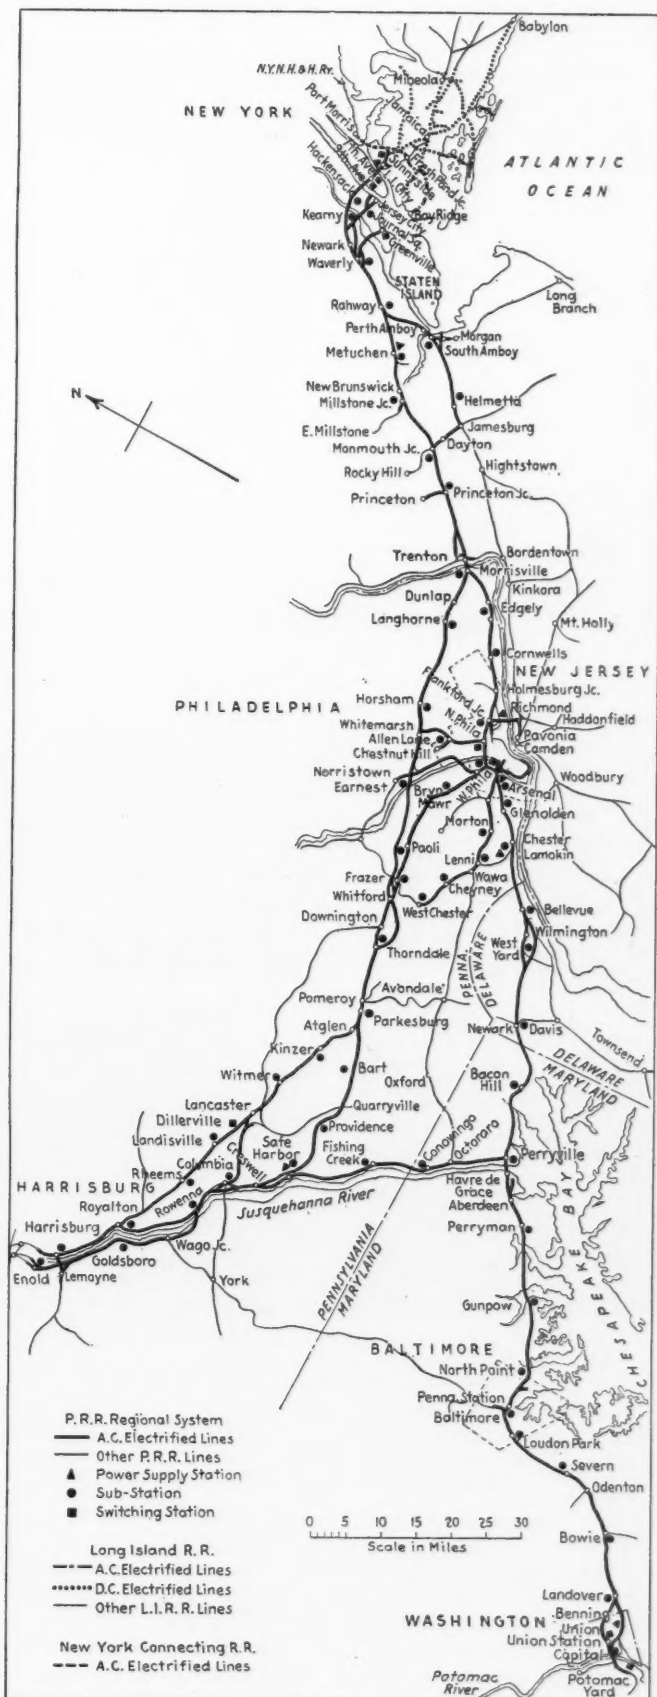 Babylon
N.Y.N.H.& H.Ry.
Mineola
NEW YORK
Port Morris
Jamaica
ATLANTIC
OCEAN
7th. Ave.
Sunnyside
Fresh Pond Jc.
L.I. City
Hackensack
Jersey City
Bay Ridge
Kearny
Journal Sq.
Newark
Greenville
Waverly
STATEN
ISLAND
Long
Branch
Rahway
Perth Amboy
Morgan
Metuchen
South Amboy
N
New Brunswick
Millstone Jc.
Helmetta
E. Millstone
Jamesburg
Monmouth Jc.
Dayton
Rocky Hill
Hightstown
Princeton
Princeton Jc.
Trenton
Bordentown
Morrisville
Kinkora
Dunlap
Edgely
Langhorne
Mt. Holly
Cornwells
NEW JERSEY
Frankford Jc.
Holmesburg Jc.
Horsham
Richmond
PHILADELPHIA
N. Phila.
Haddonfield
Whitemarsh
Allen Lane
Pavonia
Chestnut Hill
Camden
Norristown
W. Phila.
Woodbury
Earnest
Bryn
Mawr
Arsenal
Glenolden
Morton
Chester
Paoli
Lenni
Lamokin
Frazer
Wawa
Cheyney
Whitford
West Chester
Bellevue
Downington
Wilmington
West
Yard
Thorndale
PENNA.
DELAWARE
Pomeroy
Avondale
Parkesburg
Atglen
Newark
Davis
Townsend
Kinzer
DELAWARE
MARYLAND
Witmer
Bart
Bacon
Hill
Oxford
Lancaster
Quarryville
Dillerville
Providence
Landisville
Creswell
Safe
Harbor
Fishing
Creek
Conowingo
Octoraro
Perryville
Rheems
Columbia
HARRISBURG
Rowenna
Havre de
Grace
Royalton
Susquehanna River
Aberdeen
Harrisburg
Perryman
CHESAPEAKE BAY
Goldsboro
Wago Jc.
Enola
Lemoyne
PENNSYLVANIA
MARYLAND
York
Gunpow
BALTIMORE
North Point
Penna. Station
Baltimore
Loudon Park
Severn
Odenton
P.R.R. Regional System
A.C. Electrified Lines
Other P.R.R. Lines
Power Supply Station
Sub-Station
Switching Station
0 5 10 15 20 25 30
Scale in Miles
Bowie
Long Island R.R.
A.C. Electrified Lines
D.C. Electrified Lines
Other L.I.R.R. Lines
Landover
Benning
WASHINGTON
Union
Union Station
Capital
New York Connecting R.R.
A.C. Electrified Lines
Potomac
River
Potomac
Yard